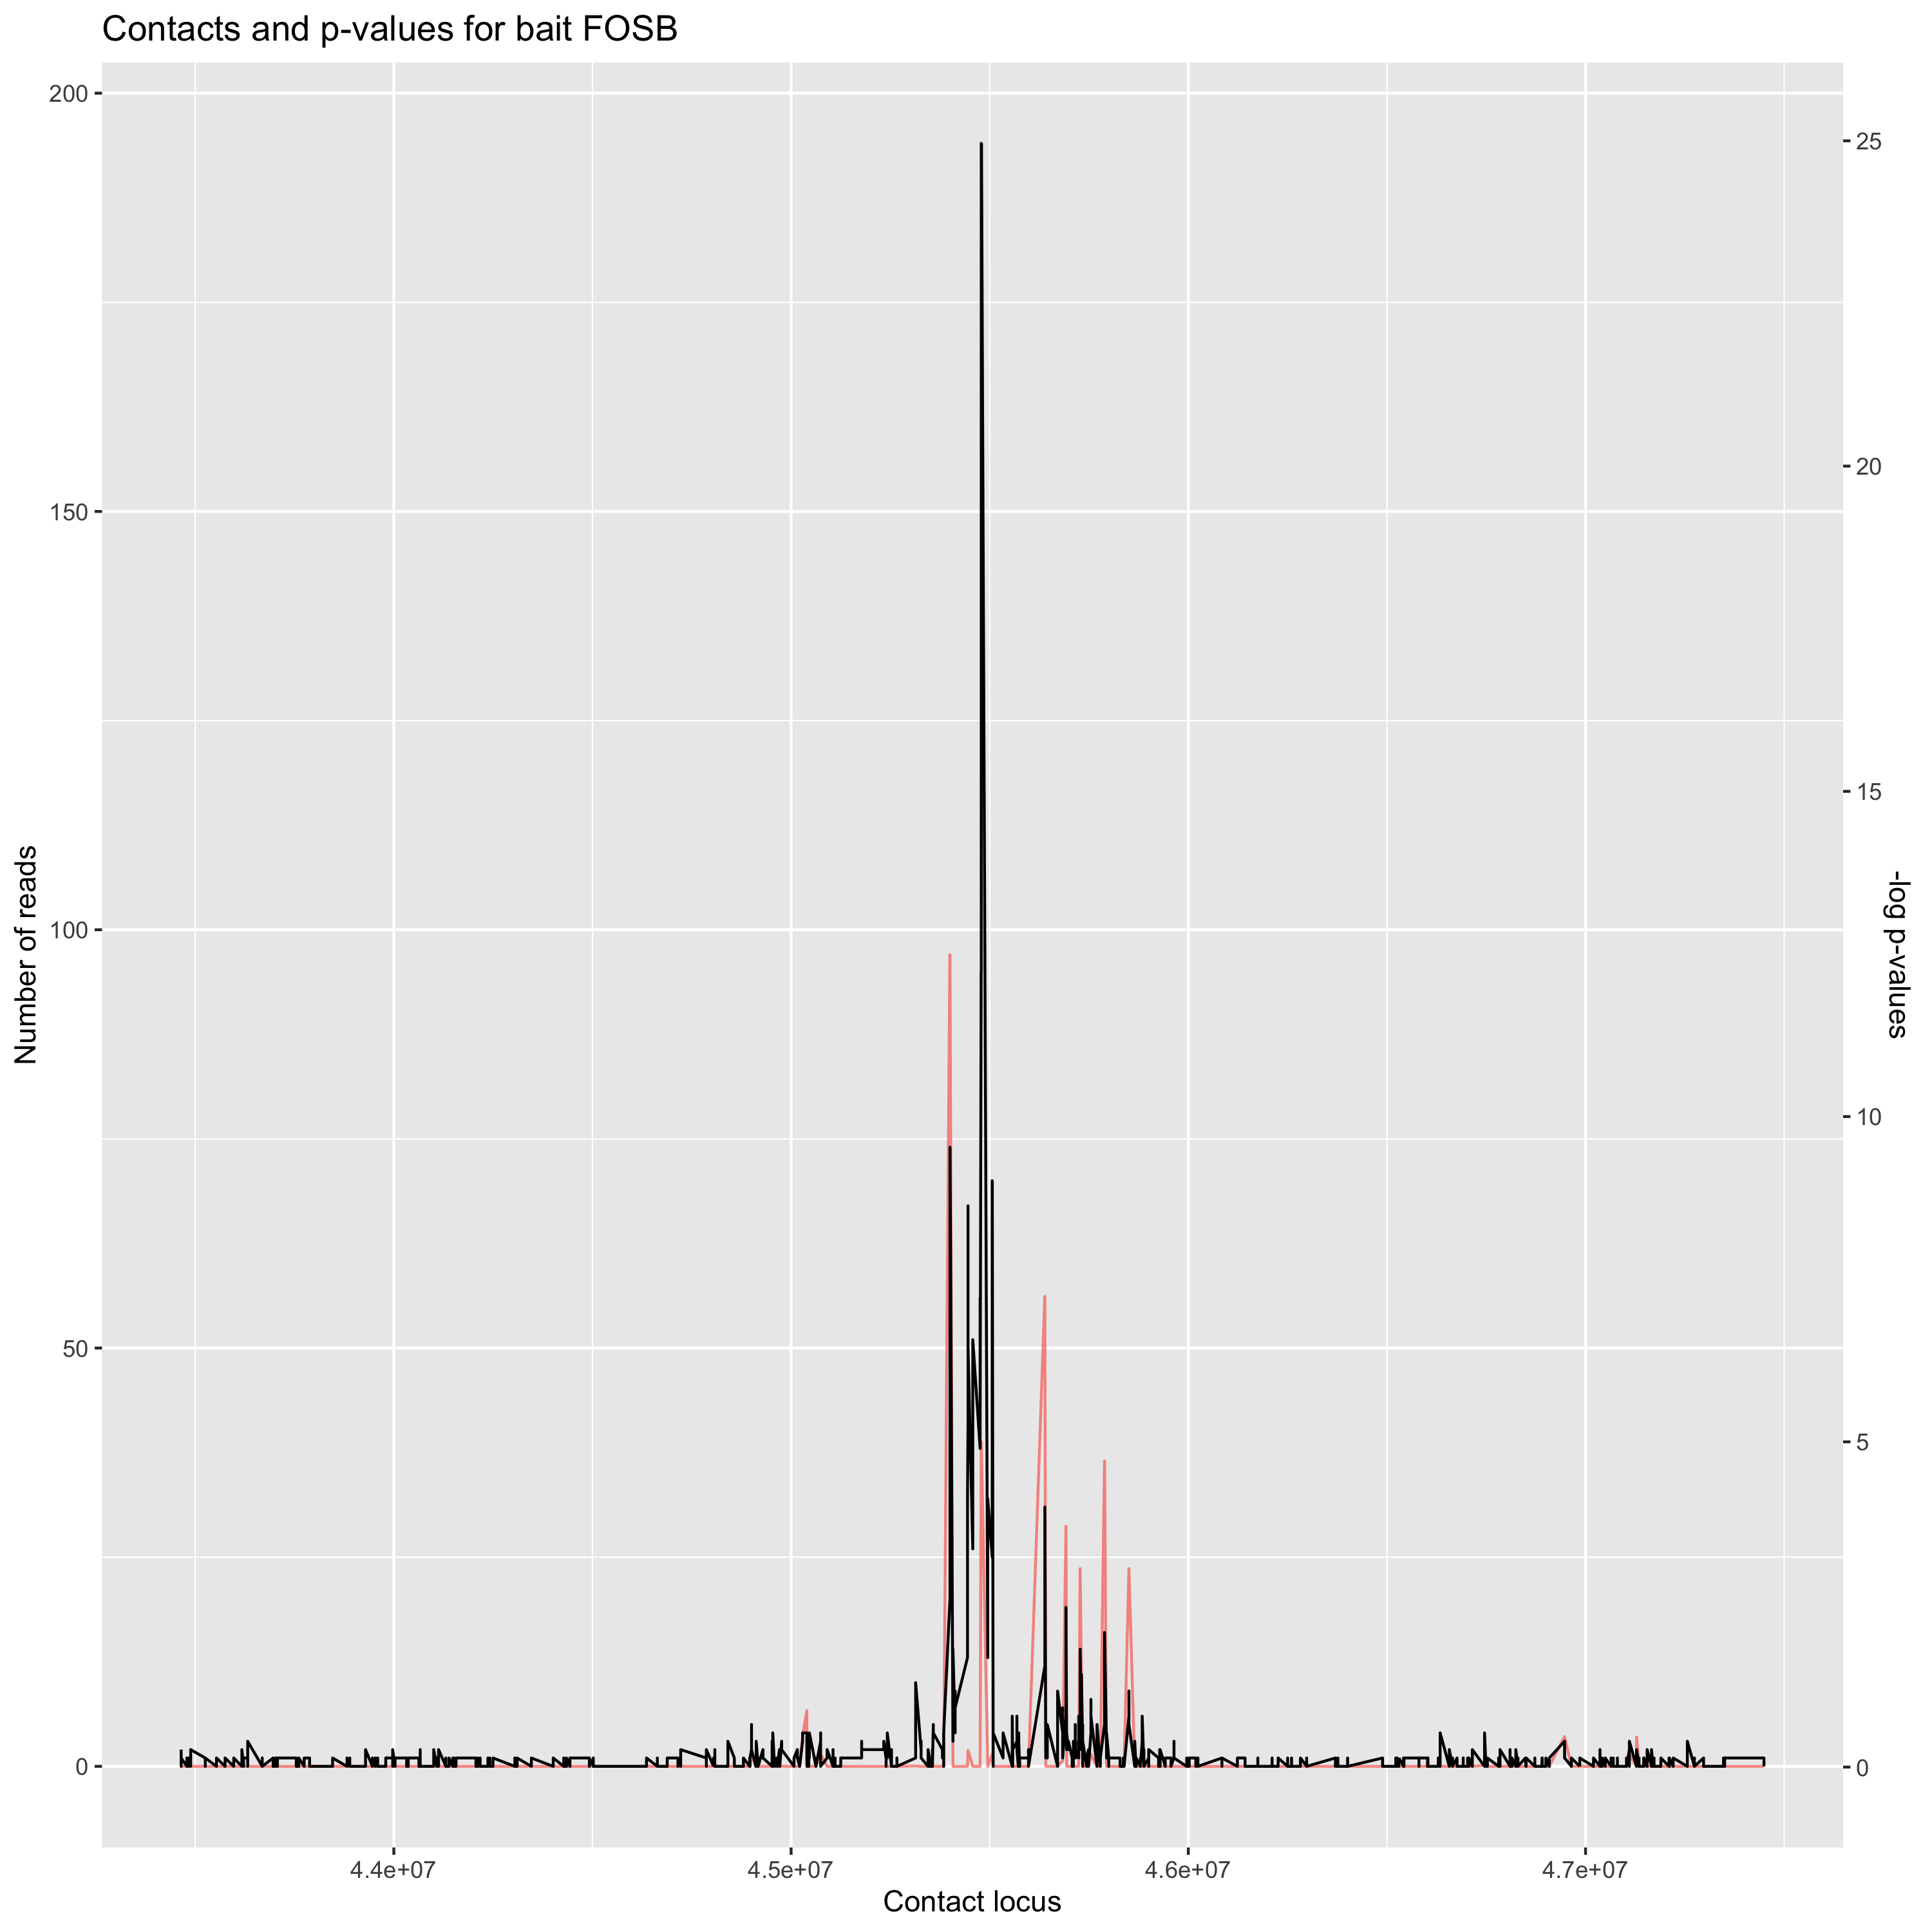 Contacts and p-values for bait FOSB
200
150
100
50
0
Number of reads
25
20
15
10
5
0
-log p-values
4.4e+07
4.5e+07
4.6e+07
4.7e+07
Contact locus